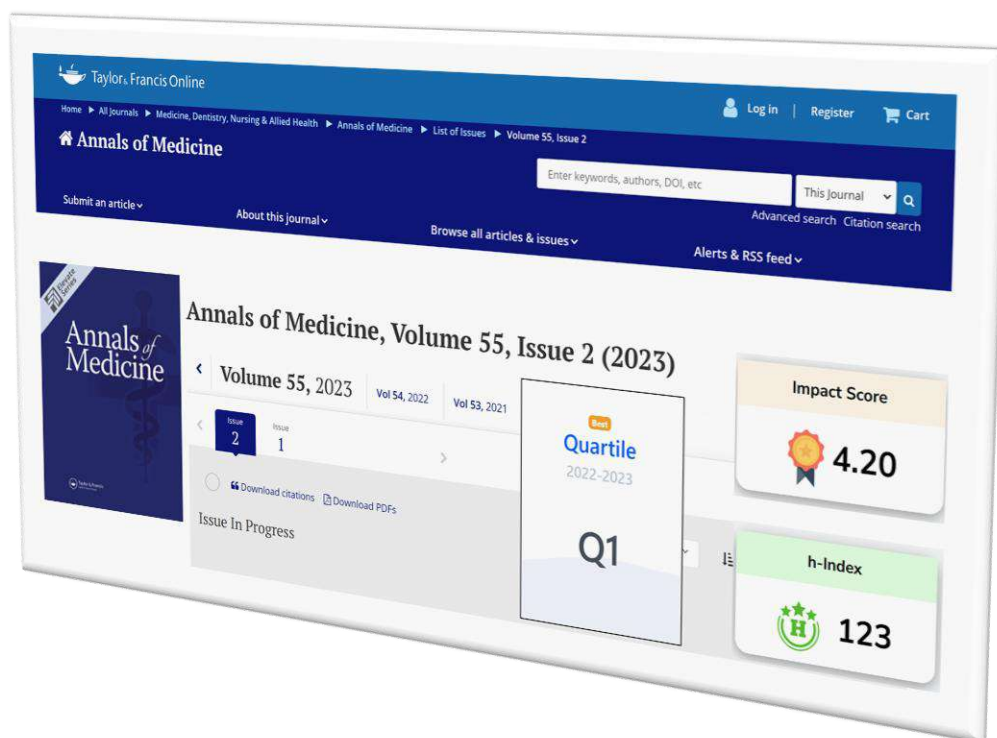 Taylor & Francis Online
Log in | Register Cart
Home ▶ All Journals ▶ Medicine, Dentistry, Nursing & Allied Health ▶ Annals of Medicine ▶ List of Issues ▶ Volume 55, Issue 2
Annals of Medicine
Enter keywords, authors, DOI, etc
This Journal
Advanced search Citation search
Submit an article
About this journal
Browse all articles & issues
Alerts & RSS feed
Elevate
Series
Annals of
Medicine
Taylor & Francis
Annals of Medicine, Volume 55, Issue 2 (2023)
Volume 55, 2023
Vol 54, 2022
Vol 53, 2021
Issue
2
Issue
1
Download citations
Download PDFs
Issue In Progress
Best
Quartile
2022-2023
Q1
Impact Score
4.20
h-Index
H
123